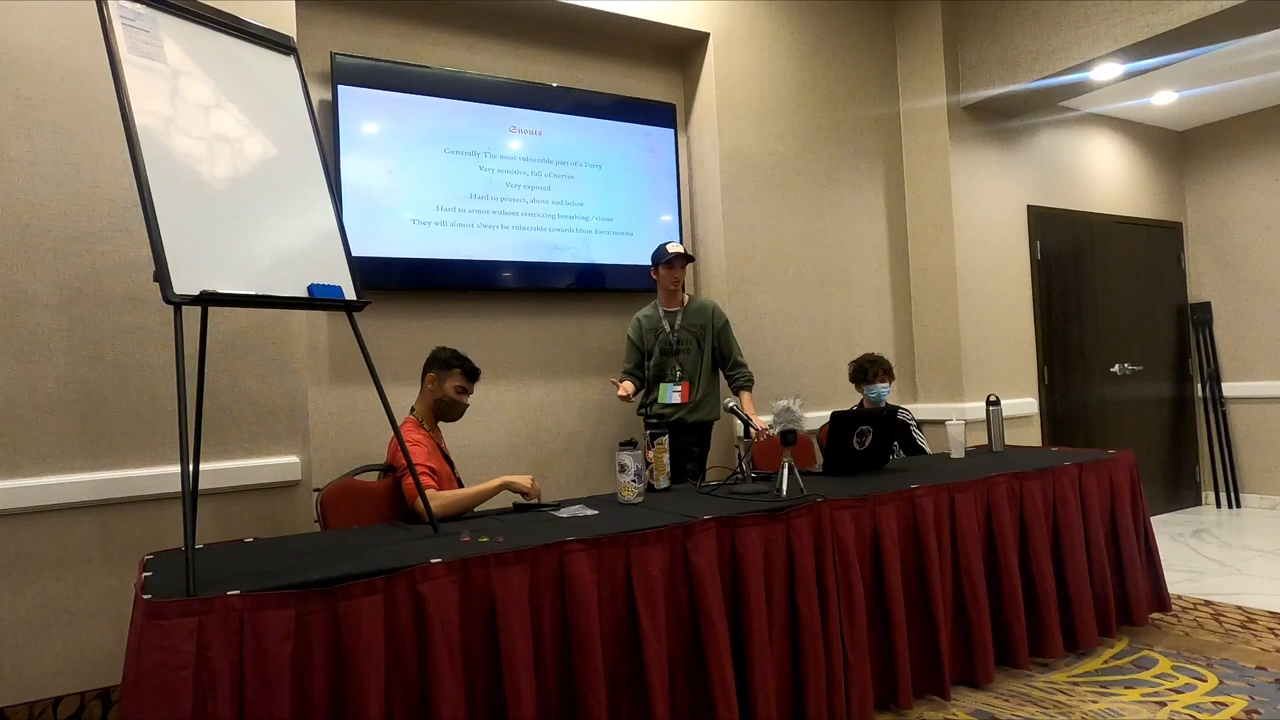 Snouts
Generally The most vulnerable part of a Furry
Very sensitive, full of nerves
Very exposed
Hard to protect, above and below
Hard to armor without restricting breathing / vision
They will almost always be vulnerable towards blunt force trauma